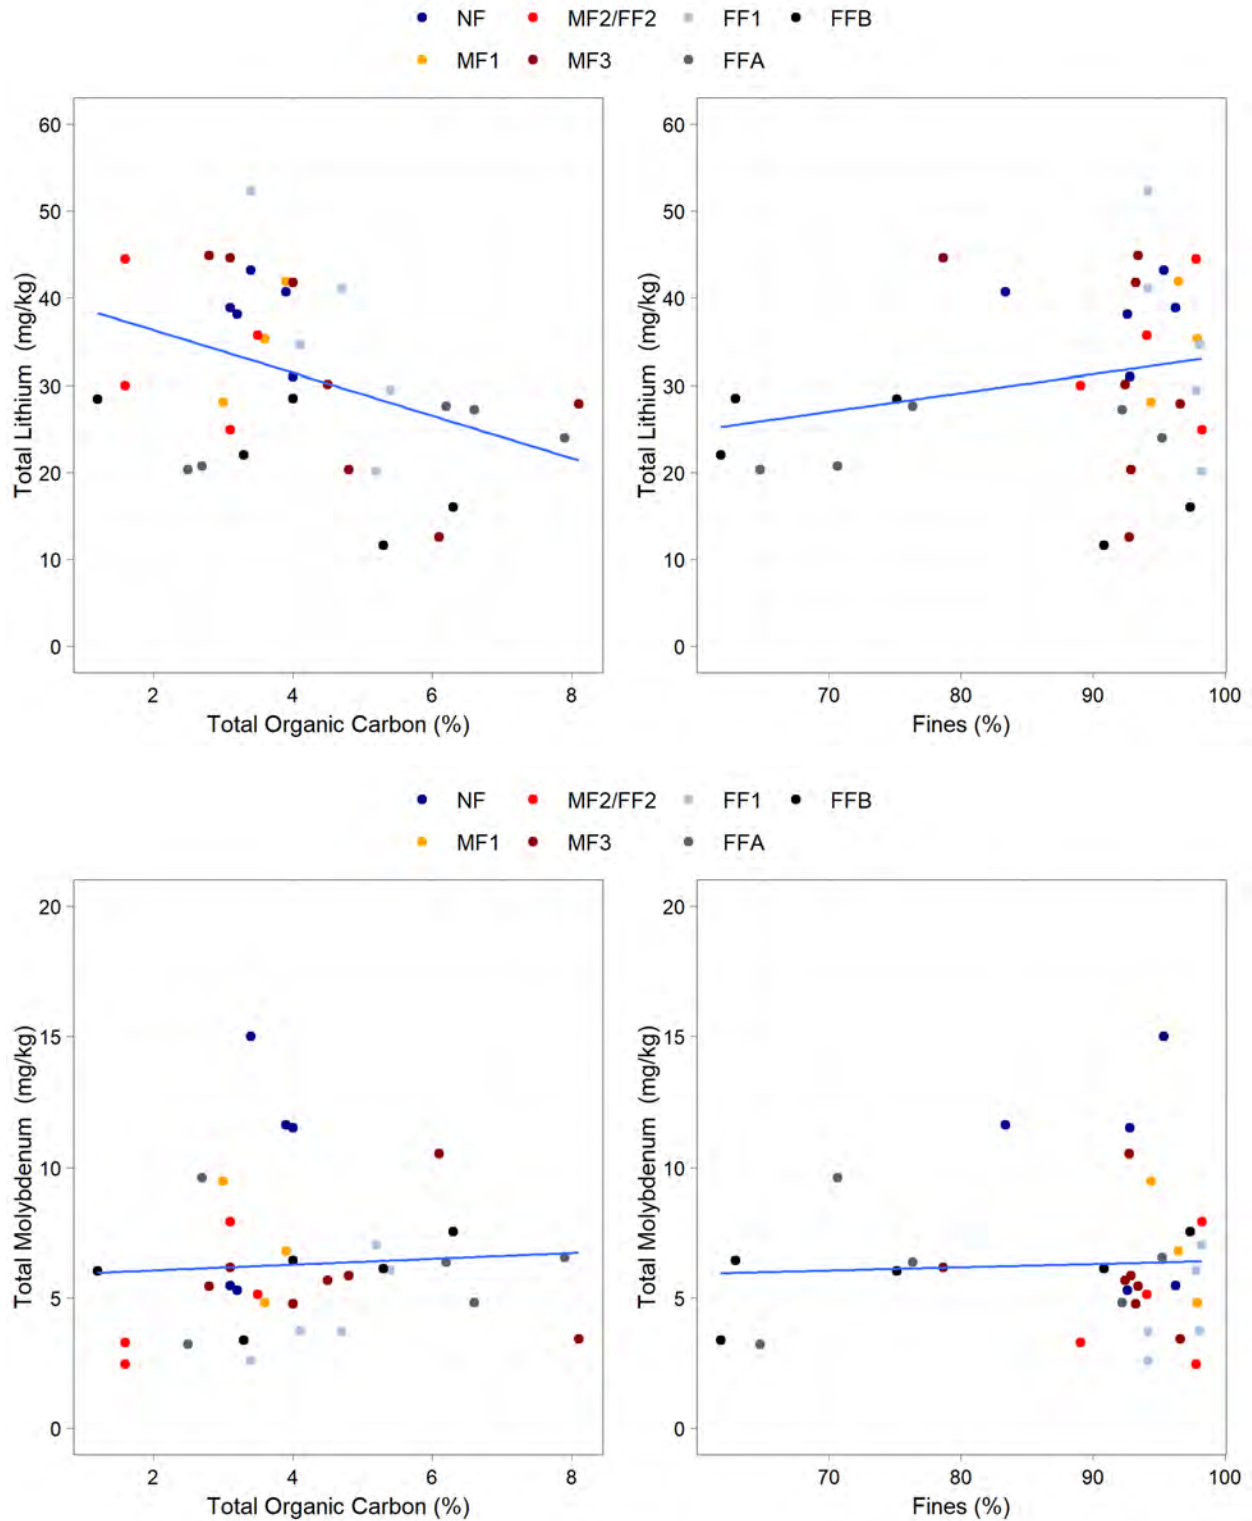 NF MF2/FF2 FF1 FFB
MF1 MF3 FFA
60
50
40
30
20
10
0
Total Lithium (mg/kg)
2 4 6 8
Total Organic Carbon (%)
60
50
40
30
20
10
0
Total Lithium (mg/kg)
70 80 90 100
Fines (%)
NF MF2/FF2 FF1 FFB
MF1 MF3 FFA
20
15
10
5
0
Total Molybdenum (mg/kg)
2 4 6 8
Total Organic Carbon (%)
20
15
10
5
0
Total Molybdenum (mg/kg)
70 80 90 100
Fines (%)